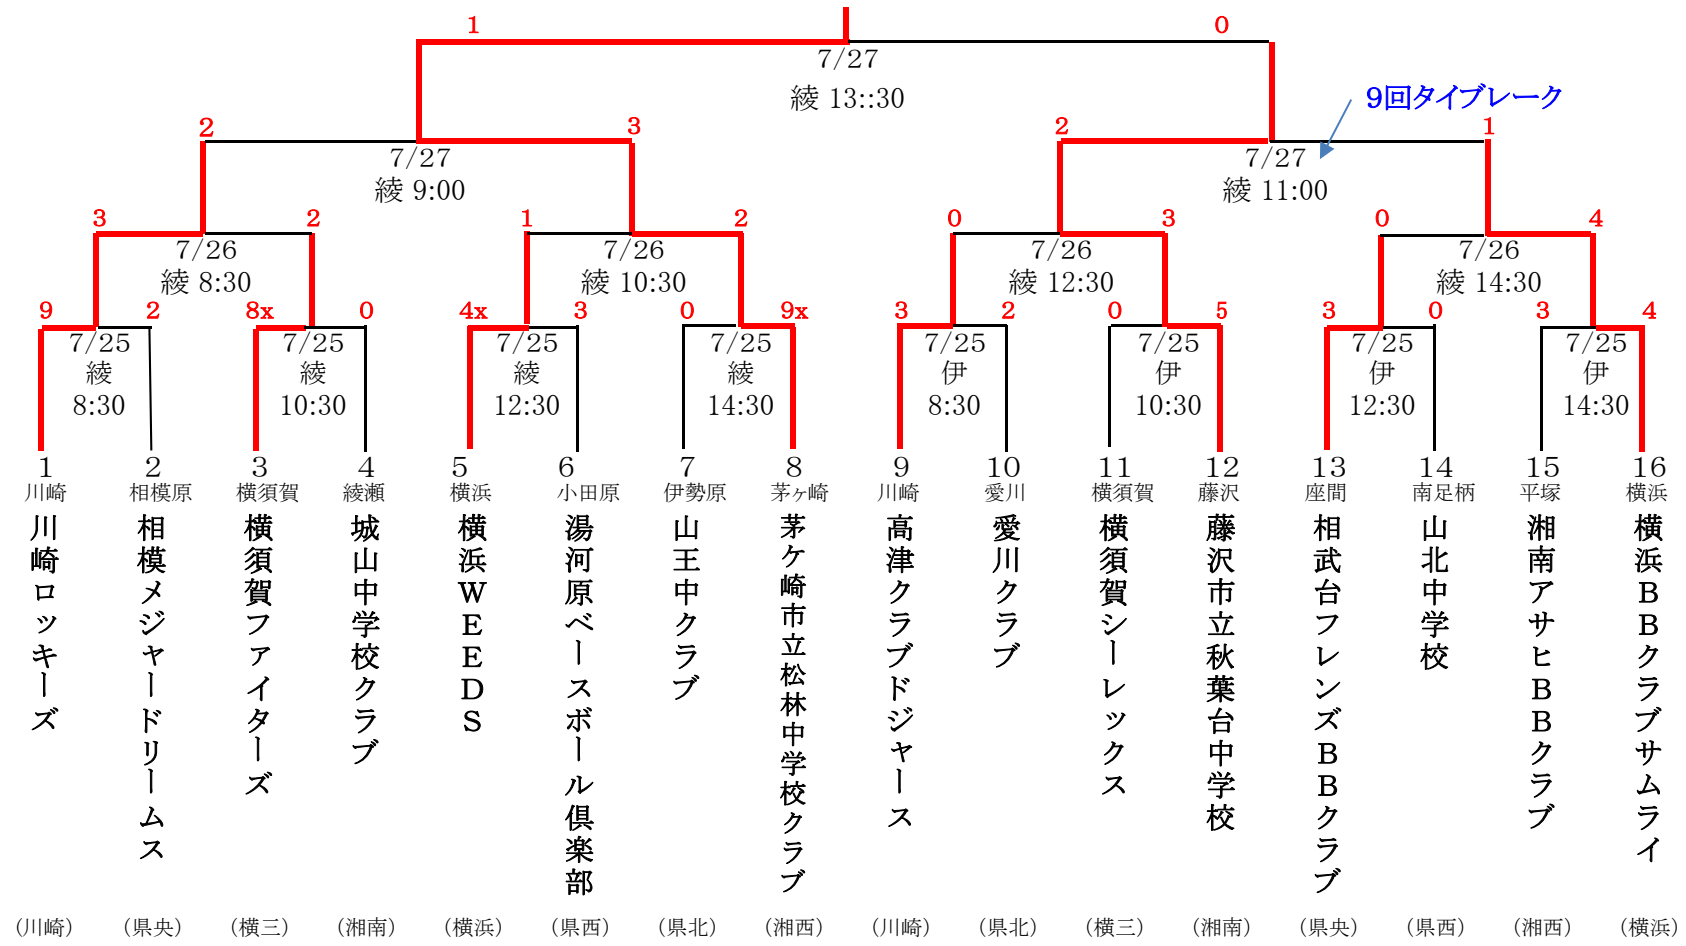 1 0
7/27
綾 13::30
9回タイブレーク
2 3 2 1
7/27 7/27
綾 9:00 綾 11:00
3 2 1 2 0 3 0 4
7/26 7/26 7/26 7/26
綾 8:30 綾 10:30 綾 12:30 綾 14:30
9 2 8x 0 4x 3 0 9x 3 2 0 5 3 0 3 4
7/25 7/25 7/25 7/25 7/25 7/25 7/25 7/25
綾 綾 綾 綾 伊 伊 伊 伊
8:30 10:30 12:30 14:30 8:30 10:30 12:30 14:30
1 2 3 4 5 6 7 8 9 10 11 12 13 14 15 16
川崎 相模原 横須賀 綾瀬 横浜 小田原 伊勢原 茅ヶ崎 川崎 愛川 横須賀 藤沢 座間 南足柄 平塚 横浜
川崎ロッキーズ
相模メジャードリームス
横須賀ファイターズ
城山中学校クラブ
横浜WEEDS
湯河原ベースボール倶楽部
山王中クラブ
茅ケ崎市立松林中学校クラブ
高津クラブドジャース
愛川クラブ
横須賀シーレックス
藤沢市立秋葉台中学校
相武台フレンズBBクラブ
山北中学校
湘南アサヒBBクラブ
横浜BBクラブサムライ
(川崎) (県央) (横三) (湘南) (横浜) (県西) (県北) (湘西) (川崎) (県北) (横三) (湘南) (県央) (県西) (湘西) (横浜)